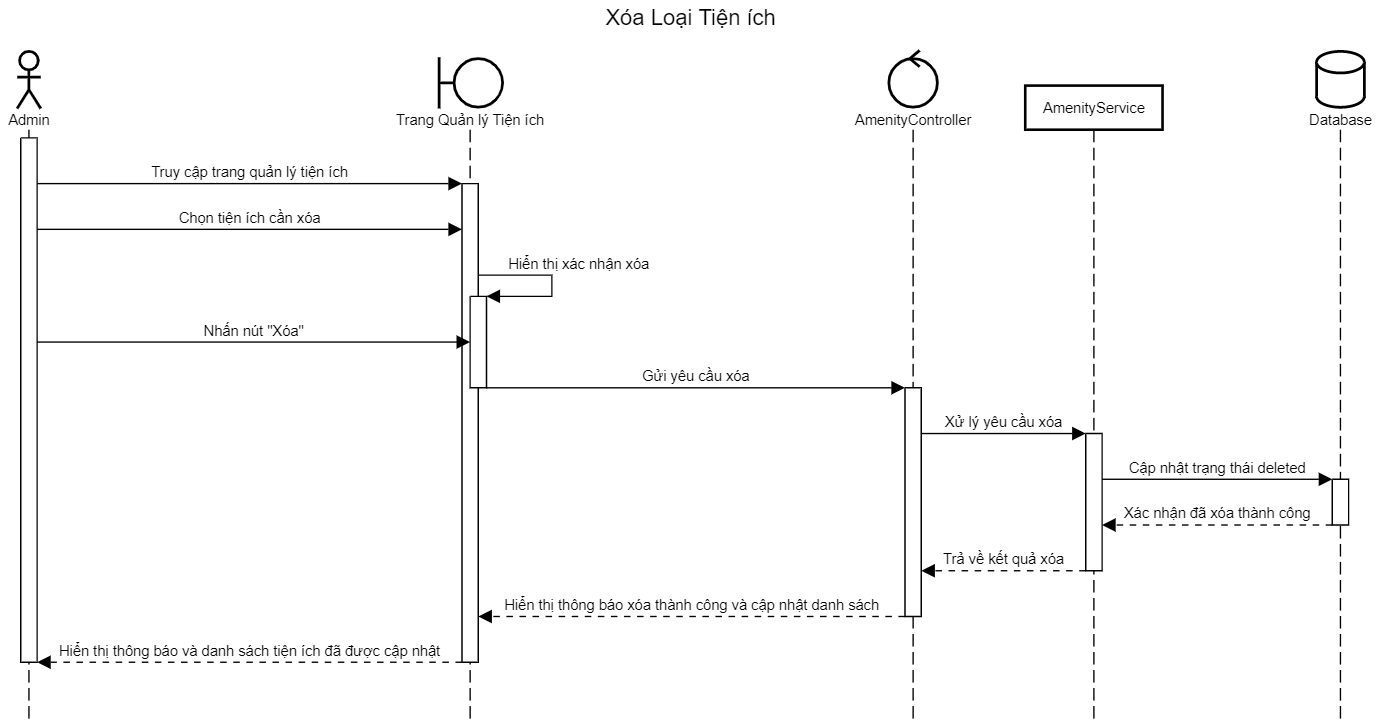 Xóa Loại Tiện ích
Admin
Trang Quản lý Tiện ích
AmenityController
AmenityService
Database
Truy cập trang quản lý tiện ích
Chọn tiện ích cần xóa
Hiển thị xác nhận xóa
Nhấn nút "Xóa"
Gửi yêu cầu xóa
Xử lý yêu cầu xóa
Cập nhật trạng thái deleted
Xác nhận đã xóa thành công
Trả về kết quả xóa
Hiển thị thông báo xóa thành công và cập nhật danh sách
Hiển thị thông báo và danh sách tiện ích đã được cập nhật